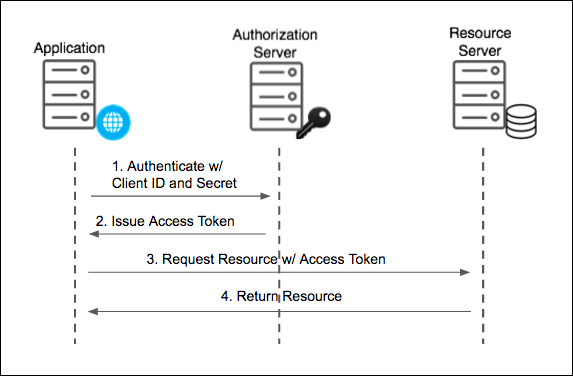 Application
Authorization
Server
Resource
Server
1. Authenticate w/
Client ID and Secret
2. Issue Access Token
3. Request Resource w/ Access Token
4. Return Resource